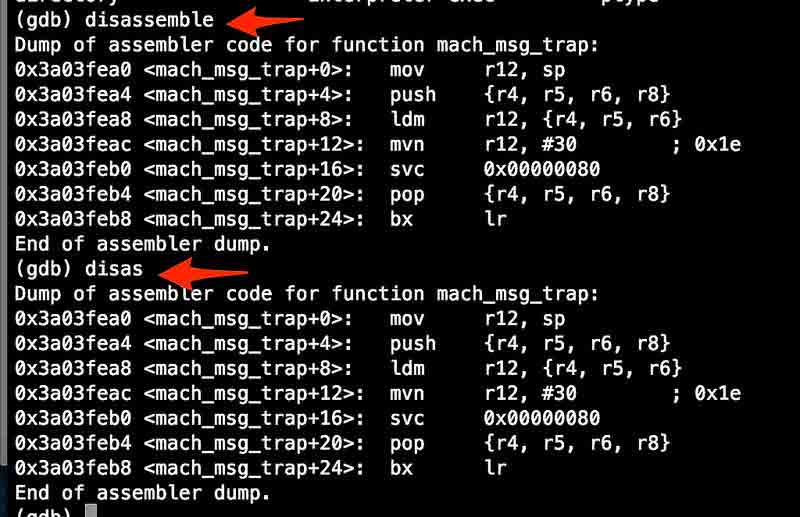 (gdb) disassemble
Dump of assembler code for function mach_msg_trap:
0x3a03fea0 <mach_msg_trap+0>:	mov	r12, sp
0x3a03fea4 <mach_msg_trap+4>:	push	{r4, r5, r6, r8}
0x3a03fea8 <mach_msg_trap+8>:	ldm	r12, {r4, r5, r6}
0x3a03feac <mach_msg_trap+12>:	mvn	r12, #30	; 0x1e
0x3a03feb0 <mach_msg_trap+16>:	svc	0x00000080
0x3a03feb4 <mach_msg_trap+20>:	pop	{r4, r5, r6, r8}
0x3a03feb8 <mach_msg_trap+24>:	bx	lr
End of assembler dump.
(gdb) disas
Dump of assembler code for function mach_msg_trap:
0x3a03fea0 <mach_msg_trap+0>:	mov	r12, sp
0x3a03fea4 <mach_msg_trap+4>:	push	{r4, r5, r6, r8}
0x3a03fea8 <mach_msg_trap+8>:	ldm	r12, {r4, r5, r6}
0x3a03feac <mach_msg_trap+12>:	mvn	r12, #30	; 0x1e
0x3a03feb0 <mach_msg_trap+16>:	svc	0x00000080
0x3a03feb4 <mach_msg_trap+20>:	pop	{r4, r5, r6, r8}
0x3a03feb8 <mach_msg_trap+24>:	bx	lr
End of assembler dump.
(gdb)